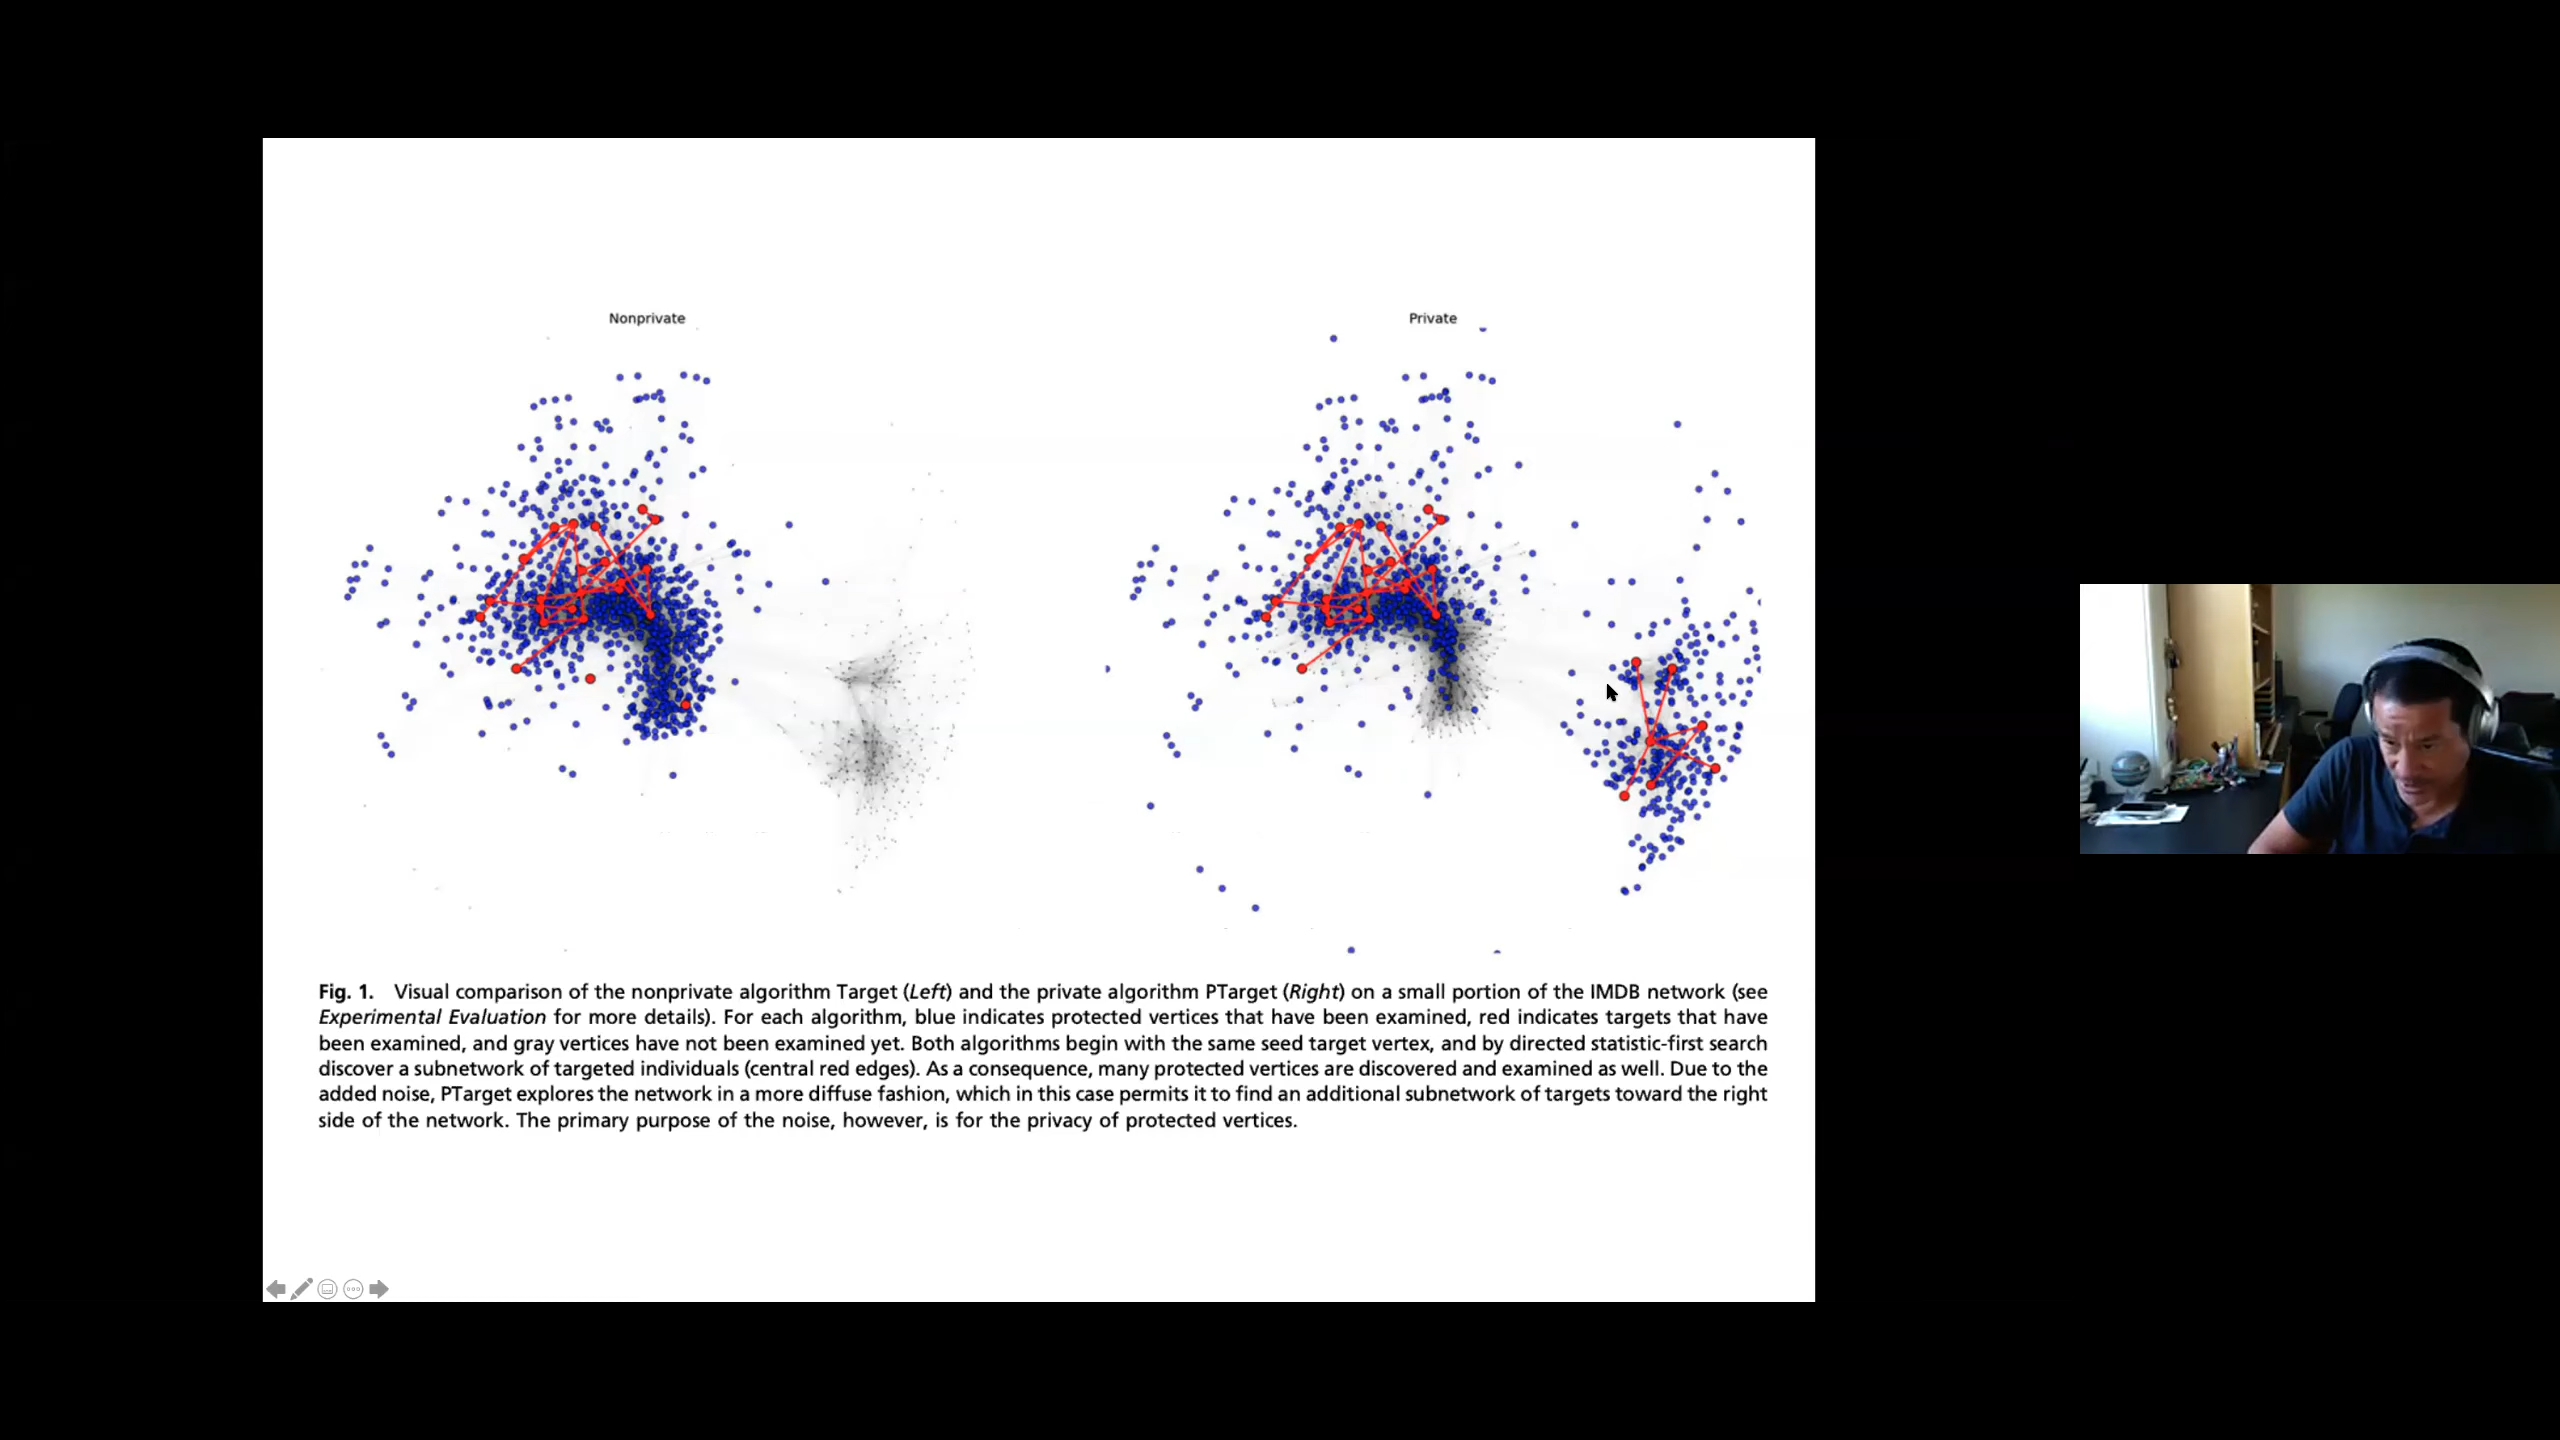 Nonprivate
Private
Fig. 1. Visual comparison of the nonprivate algorithm Target (Left) and the private algorithm PTarget (Right) on a small portion of the IMDB network (see
Experimental Evaluation for more details). For each algorithm, blue indicates protected vertices that have been examined, red indicates targets that have
been examined, and gray vertices have not been examined yet. Both algorithms begin with the same seed target vertex, and by directed statistic-first search
discover a subnetwork of targeted individuals (central red edges). As a consequence, many protected vertices are discovered and examined as well. Due to the
added noise, PTarget explores the network in a more diffuse fashion, which in this case permits it to find an additional subnetwork of targets toward the right
side of the network. The primary purpose of the noise, however, is for the privacy of protected vertices.